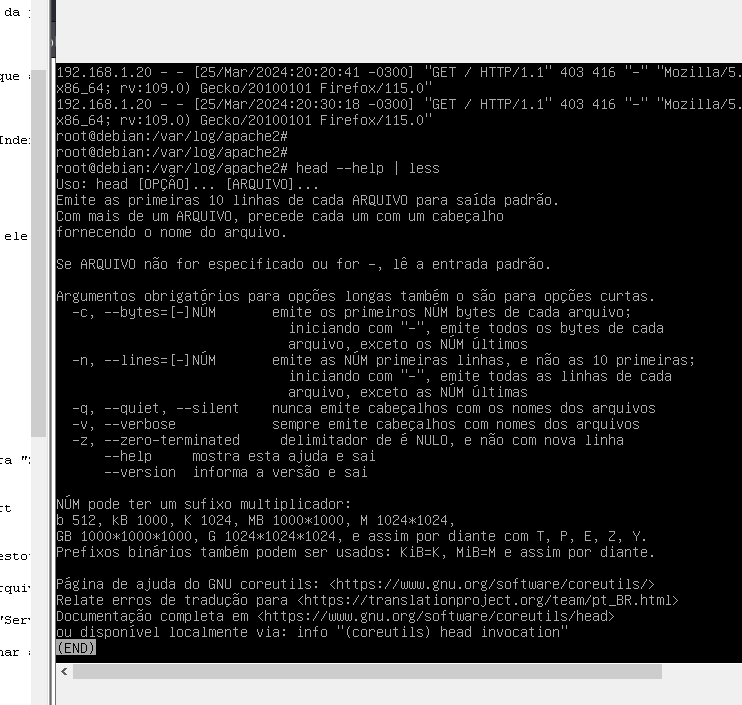 da
que
192.168.1.20 - - [25/Mar/2024:20:20:41 -0300] "GET / HTTP/1.1" 403 416 "-" "Mozilla/5.
x86_64; rv:109.0) Gecko/20100101 Firefox/115.0"
192.168.1.20 - - [25/Mar/2024:20:30:18 -0300] "GET / HTTP/1.1" 403 416 "-" "Mozilla/5.
x86_64; rv:109.0) Gecko/20100101 Firefox/115.0"
root@debian:/var/log/apache2#
root@debian:/var/log/apache2#
root@debian:/var/log/apache2# head --help | less
Uso: head [OPÇÃO]... [ARQUIVO]...
Emite as primeiras 10 linhas de cada ARQUIVO para saída padrão.
Com mais de um ARQUIVO, precede cada um com um cabeçalho
fornecendo o nome do arquivo.
ele
Se ARQUIVO não for especificado ou for -, lê a entrada padrão.
Argumentos obrigatórios para opções longas também o são para opções curtas.
-c, --bytes=[-]NÚM emite os primeiros NÚM bytes de cada arquivo;
iniciando com "-", emite todos os bytes de cada
arquivo, exceto os NÚM últimos
-n, --lines=[-]NÚM emite as NÚM primeiras linhas, e não as 10 primeiras;
iniciando com "-", emite todas as linhas de cada
arquivo, exceto as NÚM últimas
-q, --quiet, --silent nunca emite cabeçalhos com os nomes dos arquivos
-v, --verbose sempre emite cabeçalhos com os nomes dos arquivos
-z, --zero-terminated delimitador de é NULO, e não com nova linha
--help mostra esta ajuda e sai
--version informa a versão e sai
NÚM pode ter um sufixo multiplicador:
b 512, kB 1000, K 1024, MB 1000*1000, M 1024*1024,
GB 1000*1000*1000, G 1024*1024*1024, e assim por diante com T, P, E, Z, Y.
Prefixos binários também podem ser usados: KiB=K, MiB=M e assim por diante.
Página de ajuda do GNU coreutils: <https://www.gnu.org/software/coreutils/>
Relate erros de tradução para <https://translationproject.org/team/pt_BR.html>
Documentação completa em <https://www.gnu.org/software/coreutils/head>
ou disponível localmente via: info "(coreutils) head invocation"
(END)